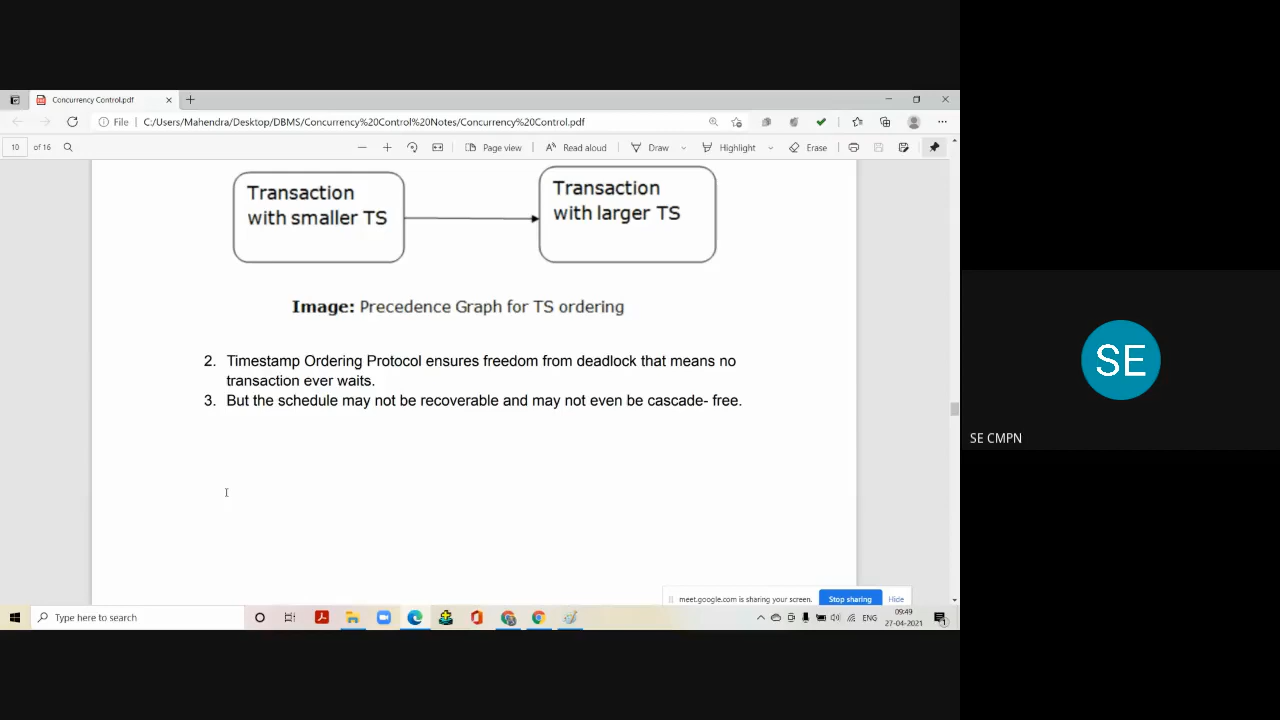 Concurrency Control.pdf
File
C:/Users/Mahendra/Desktop/DBMS/Concurrency%20Control%20Notes/Concurrency%20Control.pdf
10 of 16
Page view
Read aloud
Draw
Highlight
Erase
Transaction
with smaller TS
Transaction
with larger TS
Image: Precedence Graph for TS ordering
2. Timestamp Ordering Protocol ensures freedom from deadlock that means no
transaction ever waits.
3. But the schedule may not be recoverable and may not even be cascade- free.
meet.google.com is sharing your screen.
Stop sharing
Hide
Type here to search
ENG
09:49
27-04-2021
SE
SE CMPN